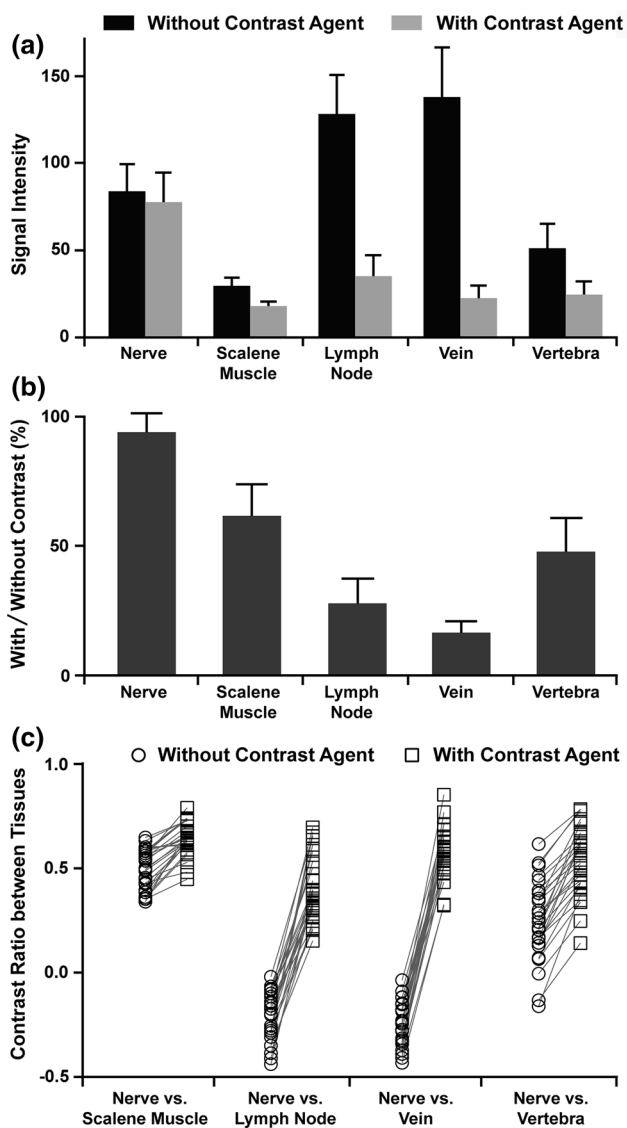 Without Contrast Agent With Contrast Agent
(a)
Signal Intensity
150
100
50
0
Nerve Scalene Muscle Lymph Node Vein Vertebra
(b)
With/Without Contrast (%)
100
50
0
Nerve Scalene Muscle Lymph Node Vein Vertebra
(c)
Without Contrast Agent With Contrast Agent
Contrast Ratio between Tissues
1.0
0.5
0.0
-0.5
Nerve vs. Scalene Muscle Nerve vs. Lymph Node Nerve vs. Vein Nerve vs. Vertebra